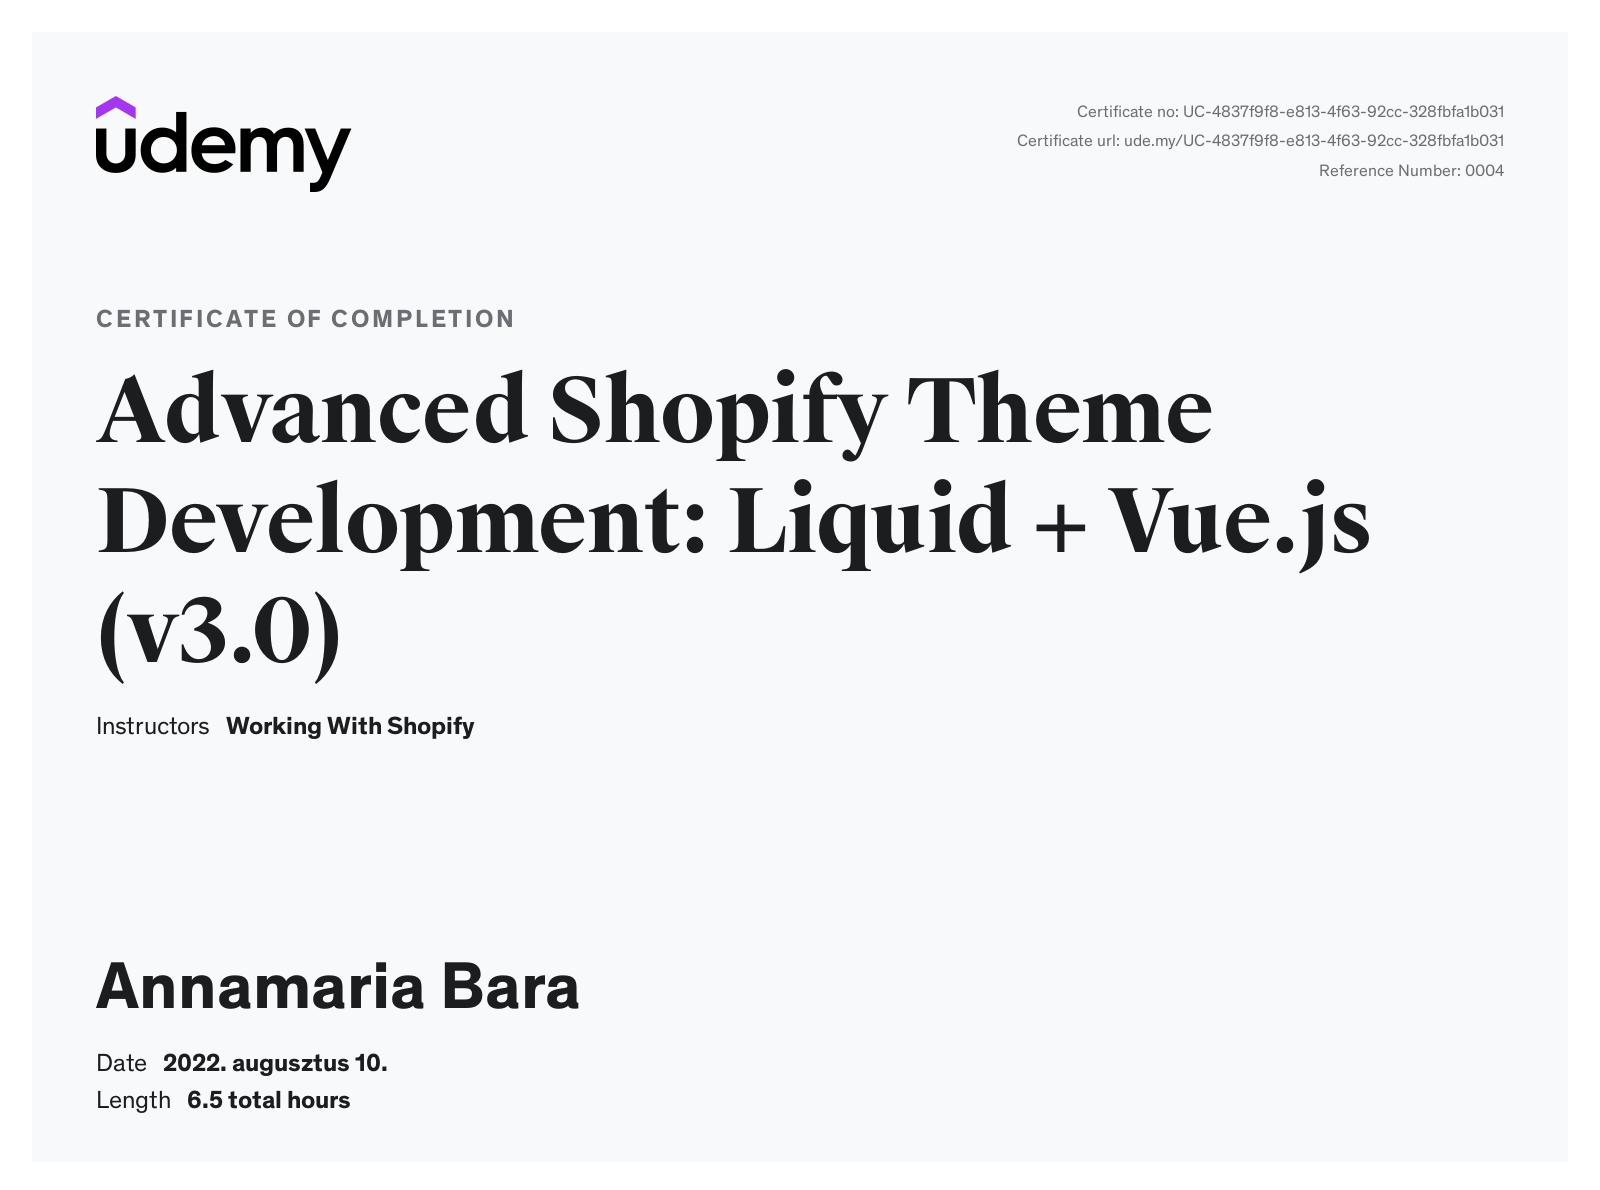 udemy
Certificate no: UC-4837f9f8-e813-4f63-92cc-328fbfa1b031
Certificate url: ude.my/UC-4837f9f8-e813-4f63-92cc-328fbfa1b031
Reference Number: 0004
CERTIFICATE OF COMPLETION
Advanced Shopify Theme
Development: Liquid + Vue.js
(v3.0)
Instructors Working With Shopify
Annamaria Bara
Date 2022. augusztus 10.
Length 6.5 total hours